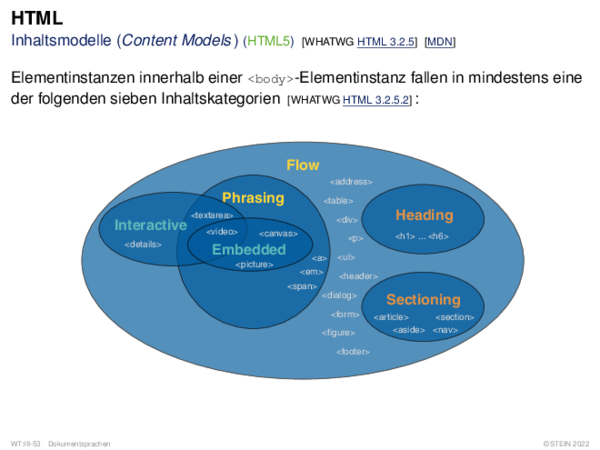 HTML
Inhaltsmodelle (Content Models) (HTML5) [WHATWG HTML 3.2.5] [MDN]
Elementinstanzen innerhalb einer <body>-Elementinstanz fallen in mindestens eine
der folgenden sieben Inhaltskategorien [WHATWG HTML 3.2.5.2] :
Flow
<address>
Phrasing
<table>
<textarea>
Heading
Interactive
<div>
<video>
<canvas>
<p>
<h1> ... <h6>
<details>
Embedded
<a>
<ul>
<picture>
<em>
<header>
<span>
<dialog>
Sectioning
<form>
<article>
<section>
<figure>
<aside>
<nav>
<footer>
WT:III-53 Dokumentsprachen
©STEIN 2022